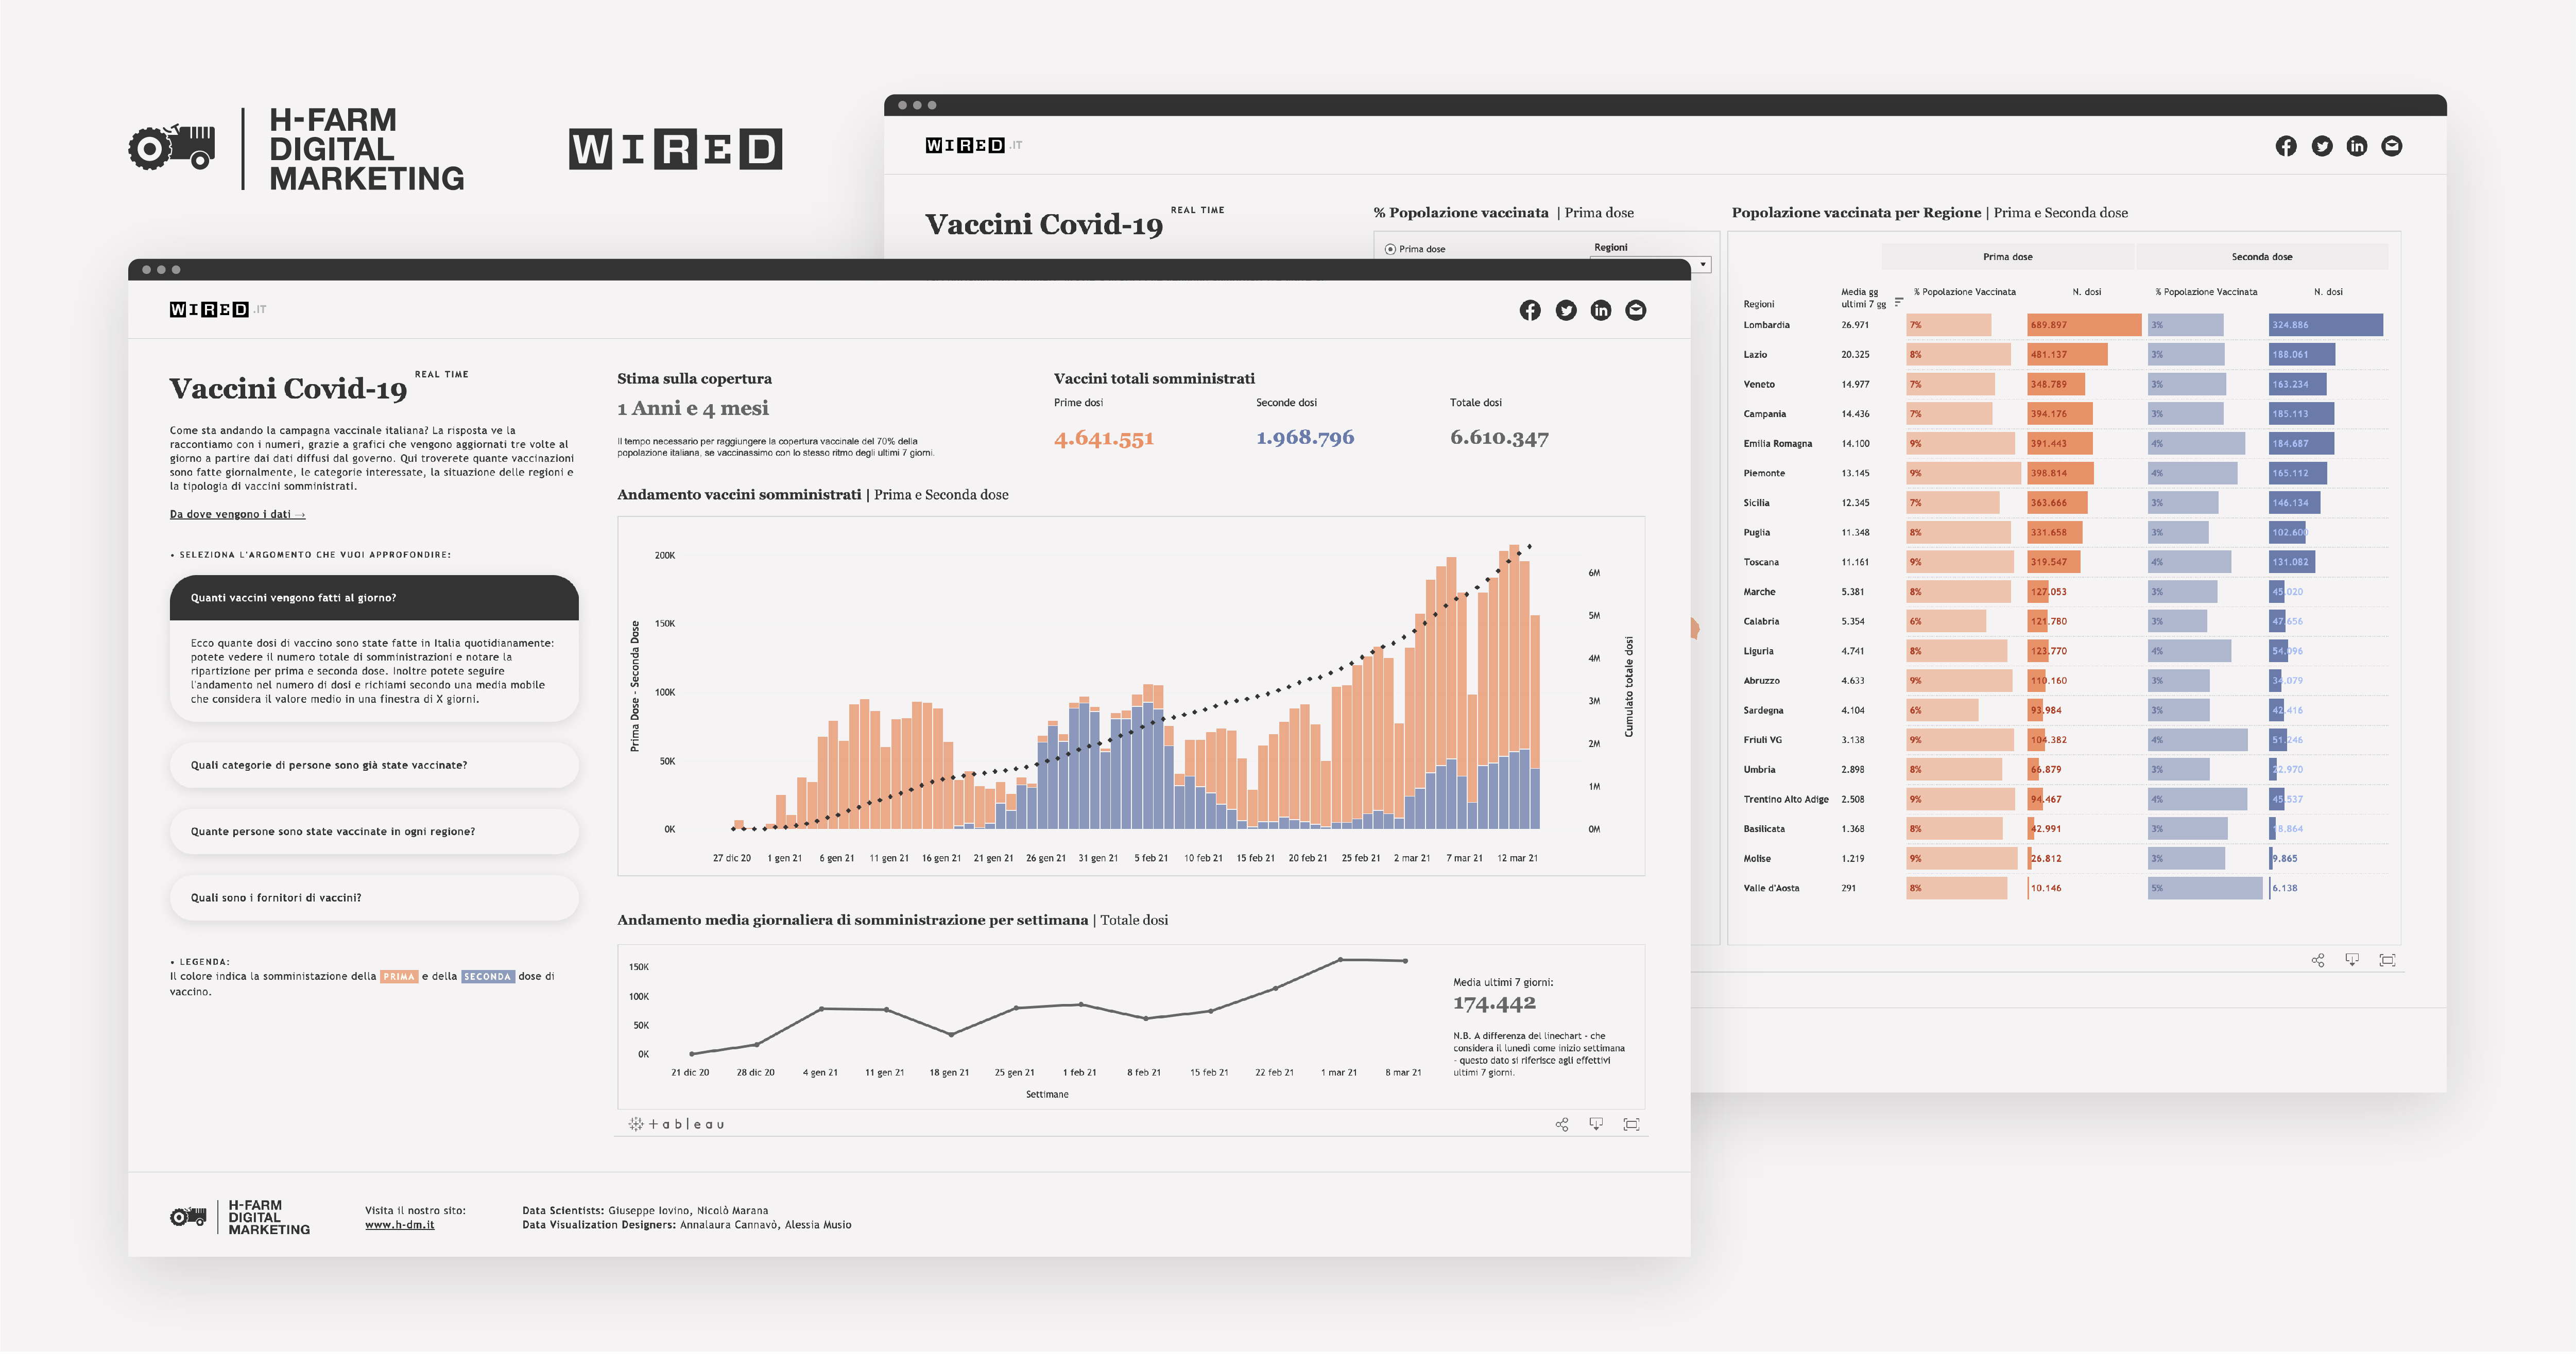 H-FARM
DIGITAL
MARKETING
WIRED
WIRED.IT
Vaccini Covid-19 REAL TIME
% Popolazione vaccinata | Prima dose
Prima dose
Regioni
Popolazione vaccinata per Regione | Prima e Seconda dose
Prima dose Seconda dose
Regioni Media gg ultimi 7 gg % Popolazione Vaccinata N. dosi % Popolazione Vaccinata N. dosi
Lombardia 26.971 7% 689.897 3% 324.886
Lazio 20.325 8% 481.137 3% 188.061
Veneto 14.977 7% 348.789 3% 163.234
Campania 14.436 7% 394.176 3% 185.113
Emilia Romagna 14.100 9% 391.443 4% 184.687
Piemonte 13.145 9% 398.814 4% 165.112
Sicilia 12.345 7% 363.666 3% 146.134
Puglia 11.348 8% 331.658 3% 102.600
Toscana 11.161 9% 319.547 4% 131.082
Marche 5.381 8% 127.053 3% 45.020
Calabria 5.354 6% 121.780 3% 47.656
Liguria 4.741 8% 123.770 4% 54.096
Abruzzo 4.633 9% 110.160 3% 34.079
Sardegna 4.104 6% 93.984 3% 42.416
Friuli VG 3.138 9% 104.382 4% 51.246
Umbria 2.898 8% 66.879 3% 22.970
Trentino Alto Adige 2.508 9% 94.467 4% 45.537
Basilicata 1.368 8% 42.991 3%
Molise 1.219 9% 26.812 3% 9.865
Valle d'Aosta 291 8% 10.146 5% 6.138
WIRED.IT
Vaccini Covid-19 REAL TIME
Come sta andando la campagna vaccinale italiana? La risposta ve la
raccontiamo con i numeri, grazie a grafici che vengono aggiornati tre volte al
giorno a partire dai dati diffusi dal governo. Qui troverete quante vaccinazioni
sono fatte giornalmente, le categorie interessate, la situazione delle regioni e
la tipologia di vaccini somministrati.
Da dove vengono i dati →
• SELEZIONA L'ARGOMENTO CHE VUOI APPROFONDIRE:
Quanti vaccini vengono fatti al giorno?
Ecco quante dosi di vaccino sono state fatte in Italia quotidianamente:
potete vedere il numero totale di somministrazioni e notare la
ripartizione per prima e seconda dose. Inoltre potete seguire
l'andamento nel numero di dosi e richiami secondo una media mobile
che considera il valore medio in una finestra di X giorni.
Quali categorie di persone sono già state vaccinate?
Quante persone sono state vaccinate in ogni regione?
Quali sono i fornitori di vaccini?
• LEGENDA:
Il colore indica la somministazione della PRIMA e della SECONDA dose di
vaccino.
Stima sulla copertura
1 Anni e 4 mesi
Il tempo necessario per raggiungere la copertura vaccinale del 70% della
popolazione italiana, se vaccinassimo con lo stesso ritmo degli ultimi 7 giorni.
Vaccini totali somministrati
Prime dosi Seconde dosi Totale dosi
4.641.551 1.968.796 6.610.347
Andamento vaccini somministrati | Prima e Seconda dose
Prima Dose - Seconda Dose
200K
150K
100K
50K
0K
6M
5M
4M
3M
2M
1M
0M
Cumulato totale dosi
27 dic 20 1 gen 21 6 gen 21 11 gen 21 16 gen 21 21 gen 21 26 gen 21 31 gen 21 5 feb 21 10 feb 21 15 feb 21 20 feb 21 25 feb 21 2 mar 21 7 mar 21 12 mar 21
Andamento media giornaliera di somministrazione per settimana | Totale dosi
150K
100K
50K
0K
21 dic 20 28 dic 20 4 gen 21 11 gen 21 18 gen 21 25 gen 21 1 feb 21 8 feb 21 15 feb 21 22 feb 21 1 mar 21 8 mar 21
Settimane
Media ultimi 7 giorni:
174.442
N.B. A differenza del linechart - che
considera il lunedì come inizio settimana
- questo dato si riferisce agli effettivi
ultimi 7 giorni.
+ableau
H-FARM
DIGITAL
MARKETING
Visita il nostro sito:
www.h-dm.it
Data Scientists: Giuseppe Iovino, Nicolò Marana
Data Visualization Designers: Annalaura Cannavò, Alessia Musio